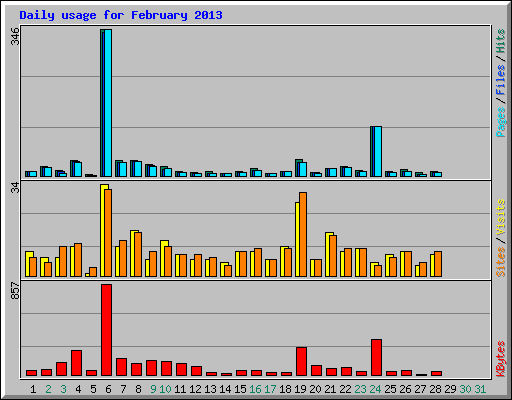 Daily usage for February 2013
346
Pages / Files / Hits
34
Sites / Visits
857
KBytes
1 2 3 4 5 6 7 8 9 10 11 12 13 14 15 16 17 18 19 20 21 22 23 24 25 26 27 28 29 30 31